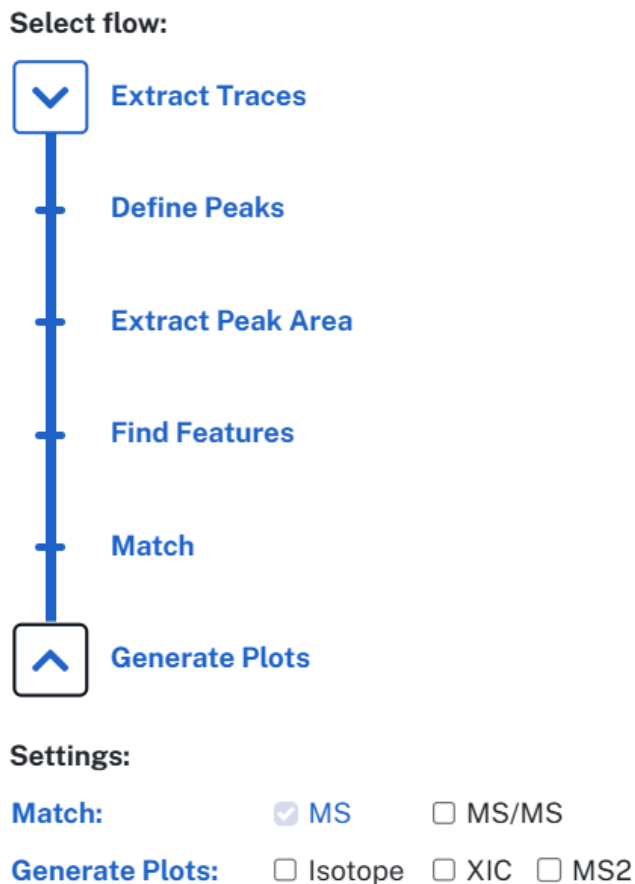 Select flow:
Extract Traces
Define Peaks
Extract Peak Area
Find Features
Match
Generate Plots
Settings:
Match: MS MS/MS
Generate Plots: Isotope XIC MS2